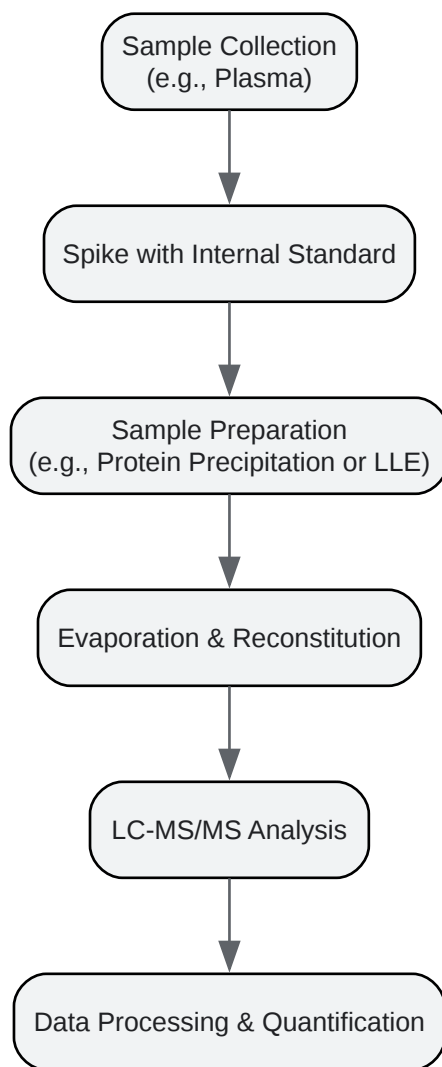 Sample Collection
(e.g., Plasma)
Spike with Internal Standard
Sample Preparation
(e.g., Protein Precipitation or LLE)
Evaporation & Reconstitution
LC-MS/MS Analysis
Data Processing & Quantification